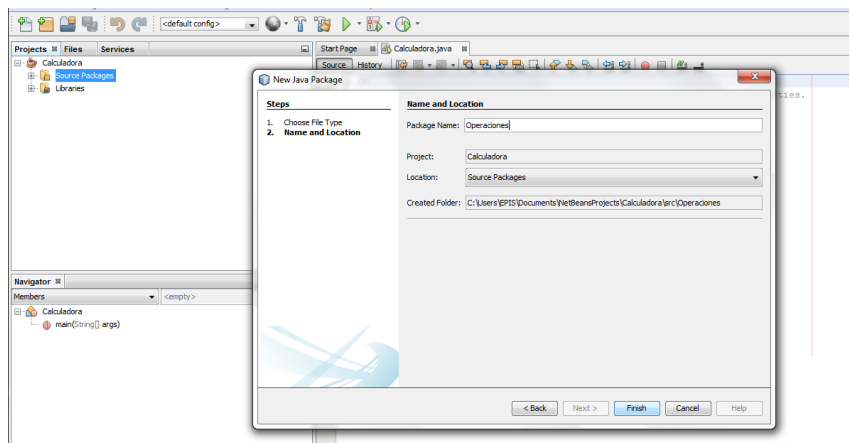 <default config>
Projects Files Services
Start Page Calculadora.java
Calculadora
Source Packages
Libraries
Source History
ties.
New Java Package
Steps
1. Choose File Type
2. Name and Location
Name and Location
Package Name: Operaciones
Project: Calculadora
Location: Source Packages
Created Folder: C:\Users\EPIS\Documents\NetBeansProjects\Calculadora\src\Operaciones
Navigator
Members <empty>
Calculadora
main(String[] args)
< Back Next > Finish Cancel Help